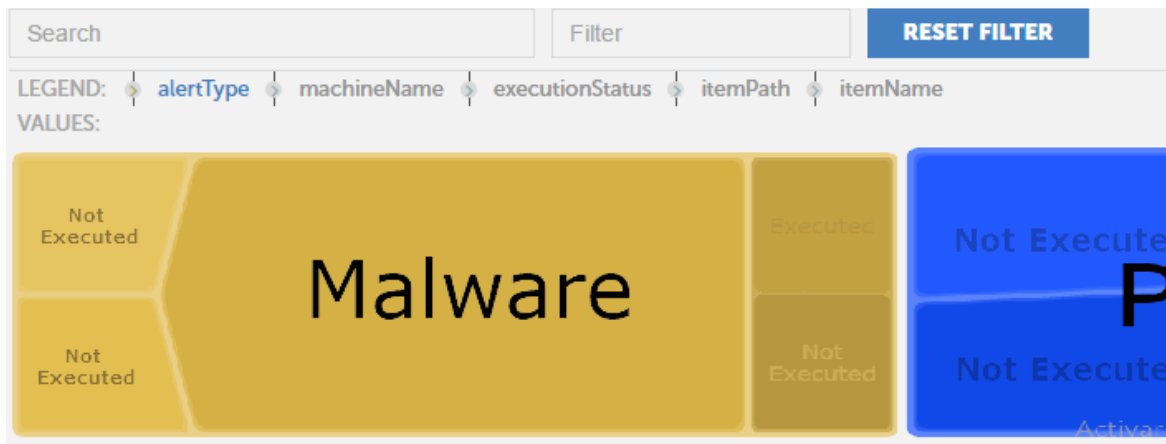 Search Filter RESET FILTER
LEGEND: alertType machineName executionStatus itemPath itemName
VALUES:
Not
Executed
Malware
Executed
Not
Executed
Not
Executed
Not Execute
P
Not Execute
Activar